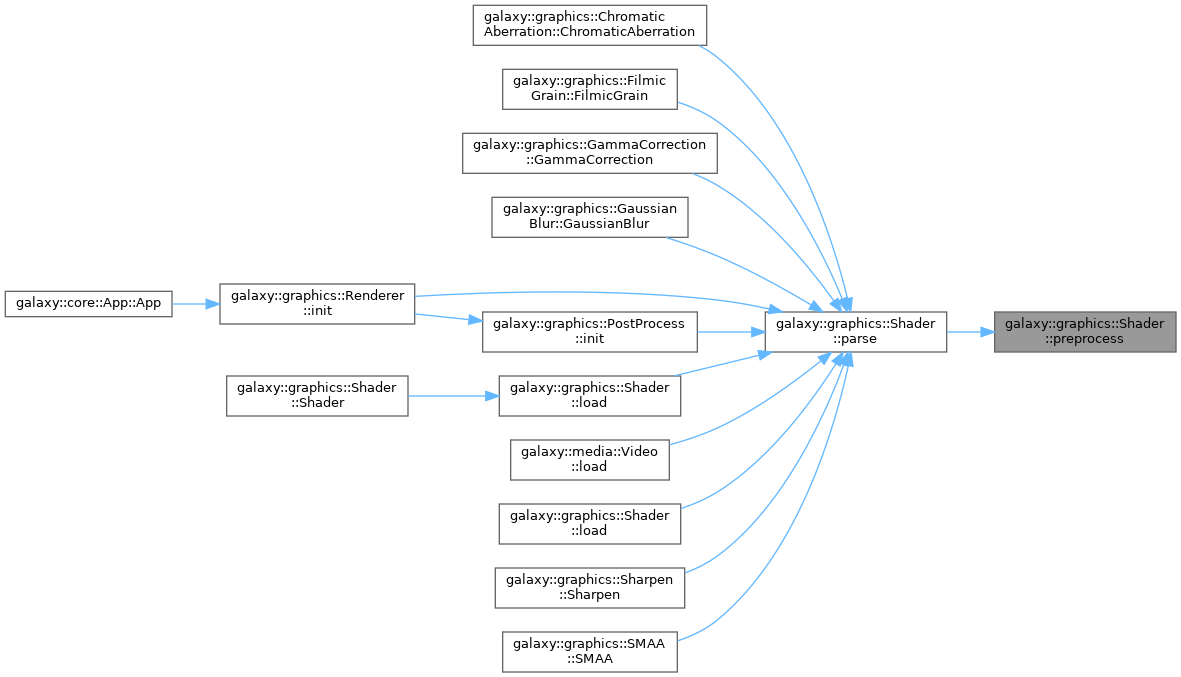 galaxy::graphics::Chromatic
Aberration::ChromaticAberration
galaxy::graphics::Filmic
Grain::FilmicGrain
galaxy::graphics::GammaCorrection
::GammaCorrection
galaxy::graphics::Gaussian
Blur::GaussianBlur
galaxy::core::App::App
galaxy::graphics::Renderer
::init
galaxy::graphics::PostProcess
::init
galaxy::graphics::Shader
::parse
galaxy::graphics::Shader
::preprocess
galaxy::graphics::Shader
::Shader
galaxy::graphics::Shader
::load
galaxy::media::Video
::load
galaxy::graphics::Shader
::load
galaxy::graphics::Sharpen
::Sharpen
galaxy::graphics::SMAA
::SMAA